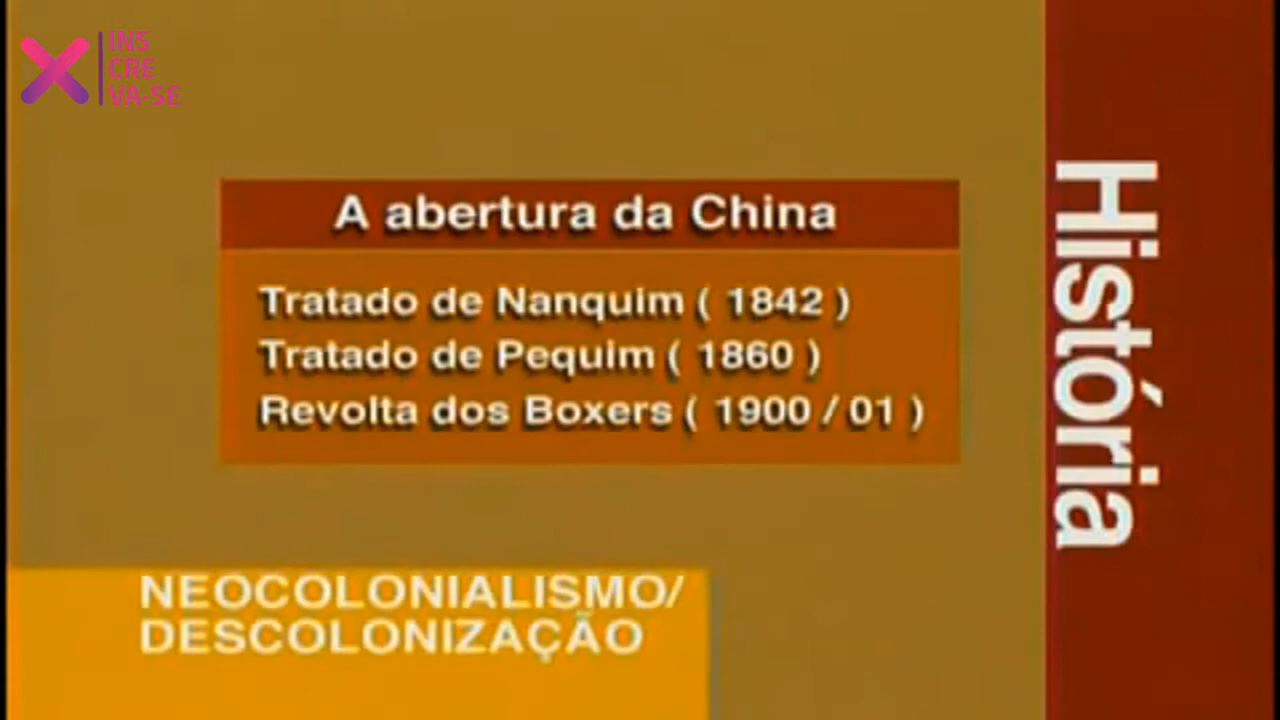 INS
CRE
VA-SE
A abertura da China
Tratado de Nanquim ( 1842 )
Tratado de Pequim ( 1860 )
Revolta dos Boxers ( 1900 / 01 )
História
NEOCOLONIALISMO/
DESCOLONIZAÇÃO